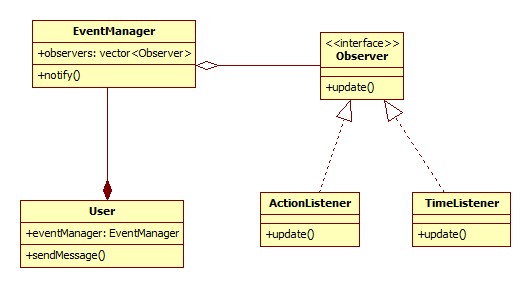 EventManager
+observers: vector<Observer>
+notify()
<<interface>>
Observer
+update()
User
+eventManager: EventManager
+sendMessage()
ActionListener
+update()
TimeListener
+update()